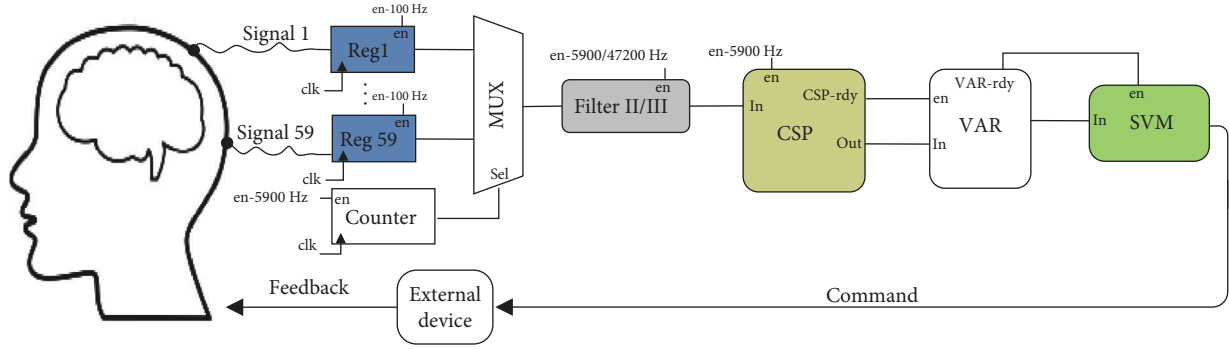 en-100 Hz
Signal 1
en
Reg1
clk
en-100 Hz
en
Signal 59
Reg 59
clk
en-5900 Hz
en
Counter
clk
MUX
Sel
en-5900/47200 Hz
en
Filter II/III
en-5900 Hz
en
In
CSP-rdy
CSP
Out
VAR-rdy
en
VAR
In
en
In
SVM
Command
External
device
Feedback